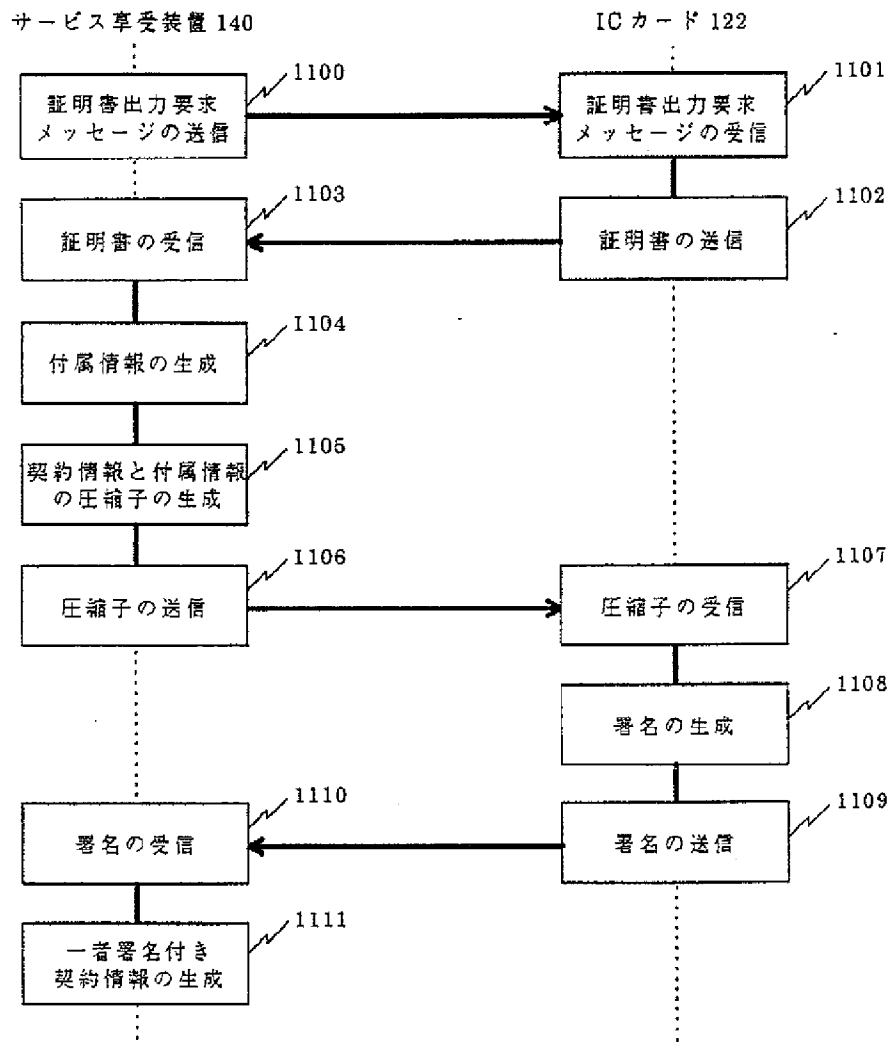 サービス享受装置 140
IC カード 122
1100
証明書出力要求
メッセージの送信
1101
証明書出力要求
メッセージの受信
1103
証明書の受信
1102
証明書の送信
1104
付属情報の生成
1105
契約情報と付属情報
の圧縮子の生成
1106
圧縮子の送信
1107
圧縮子の受信
1108
署名の生成
1110
署名の受信
1109
署名の送信
1111
一者署名付き
契約情報の生成